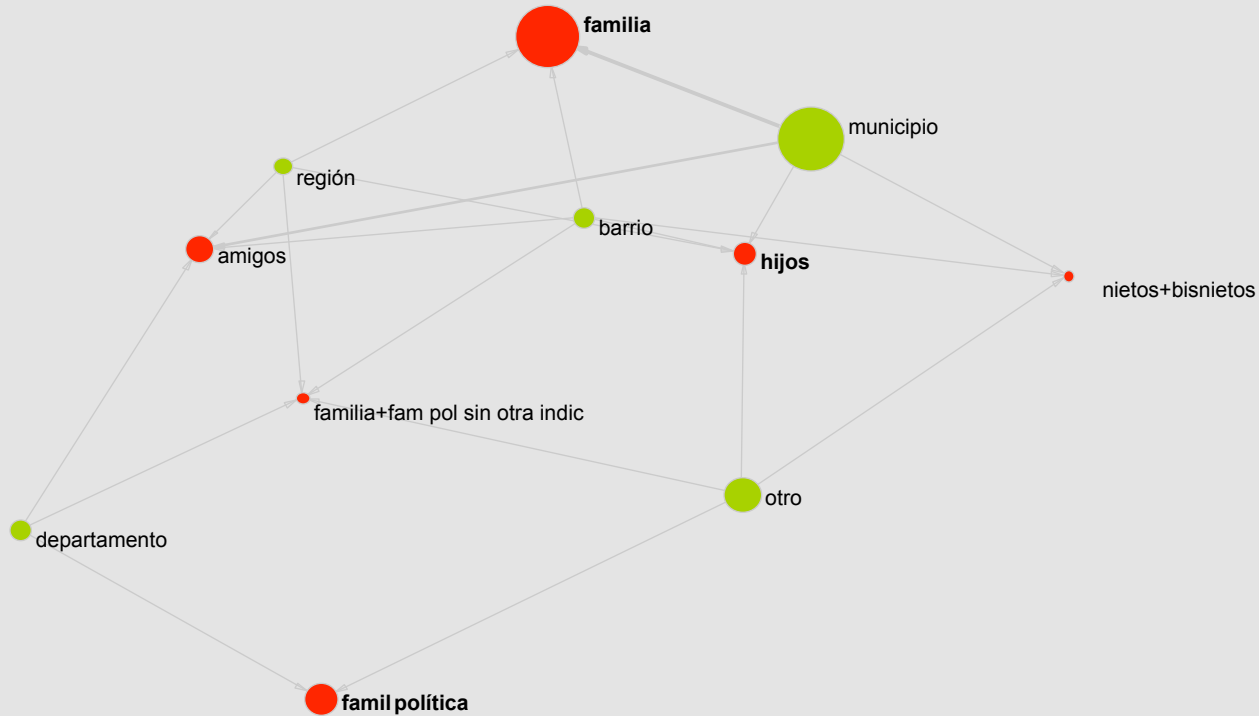 familia
municipio
región
barrio
amigos
hijos
nietos+bisnietos
familia+fam pol sin otra indic
otro
departamento
famil política